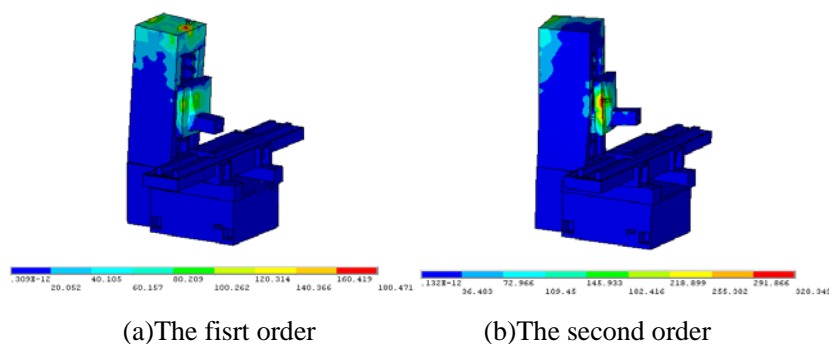 .309E-12 40.105 80.209 120.314 160.419
20.052 60.157 100.262 140.366 180.471
.132E-12 72.966 145.933 218.899 291.866
36.483 109.45 182.416 255.382 328.349
(a)The fisrt order (b)The second order